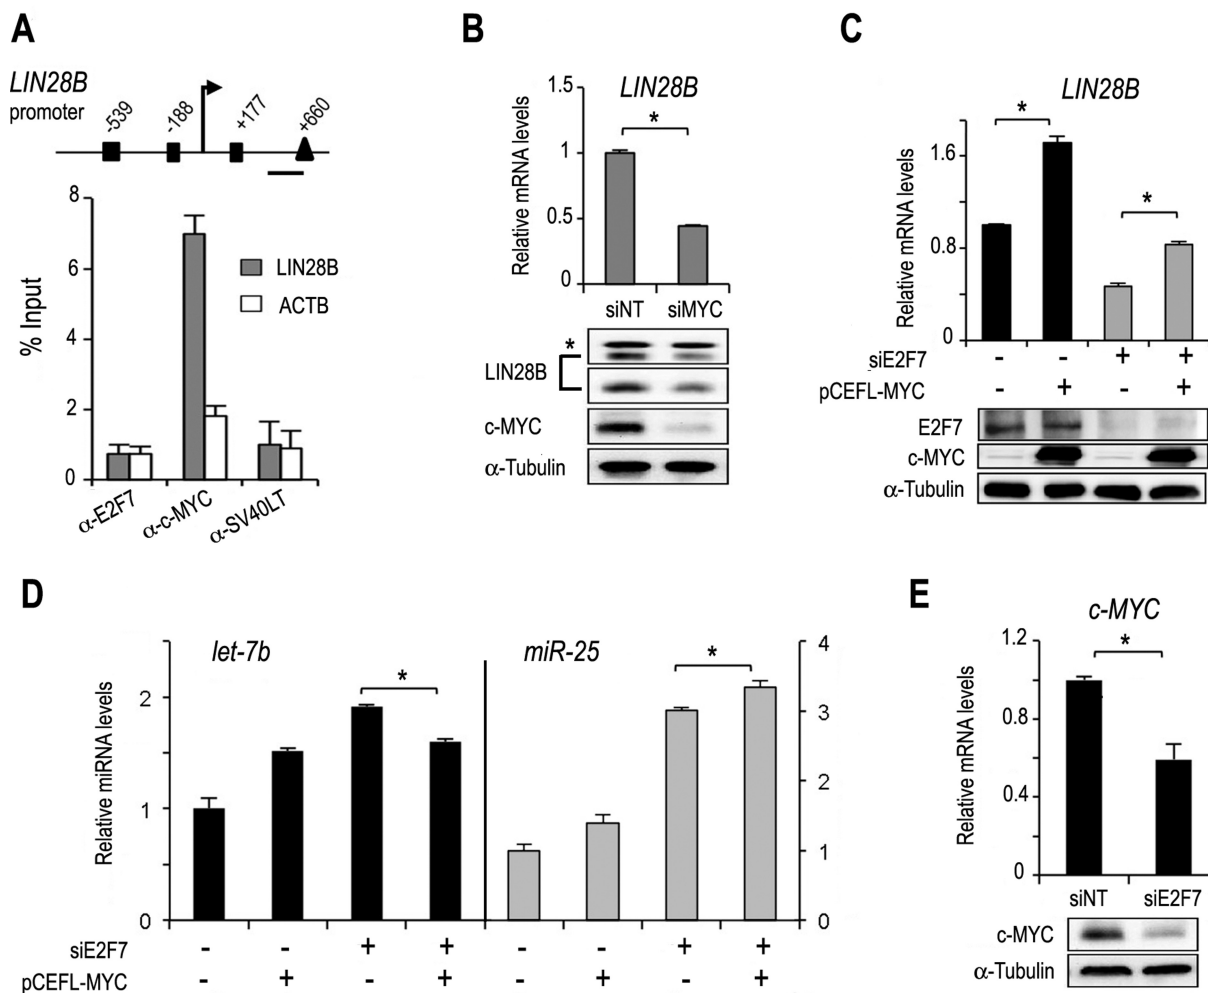 A
LIN28B
promoter
-539
-188
+177
+660
% Input
8
6
4
2
0
LIN28B
ACTB
α-E2F7
α-c-MYC
α-SV40LT
B
LIN28B
Relative mRNA levels
1.5
1
0.5
0
*
siNT siMYC
*
LIN28B
c-MYC
α-Tubulin
C
LIN28B
Relative mRNA levels
1.6
0.8
0
* *
siE2F7 - - + +
pCEFL-MYC - + - +
E2F7
c-MYC
α-Tubulin
D
let-7b miR-25
Relative miRNA levels
2
1
0
* *
4
3
2
1
0
siE2F7 - - + + - - + +
pCEFL-MYC - + - + - + - +
E
c-MYC
Relative mRNA levels
1.2
0.8
0.4
0
*
siNT siE2F7
c-MYC
α-Tubulin